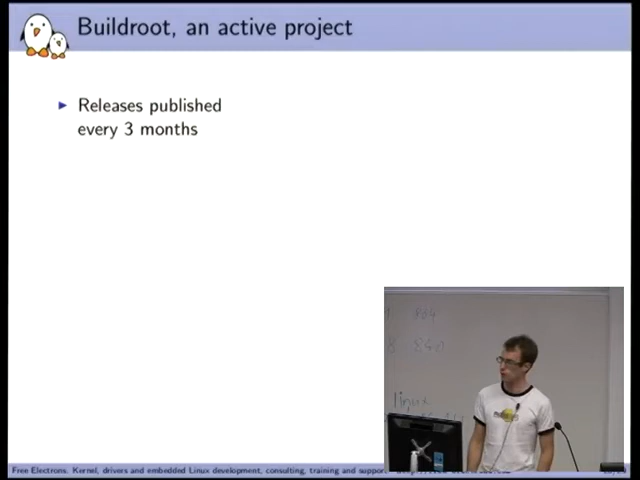 Buildroot, an active project
Releases published
every 3 months
linux
Free Electrons. Kernel, drivers and embedded Linux development, consulting, training and support.